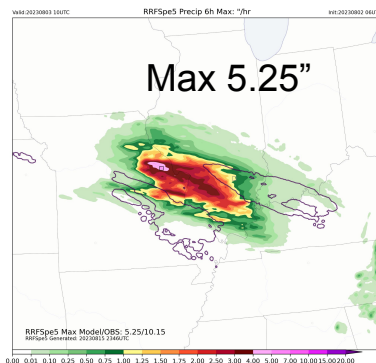 Valid:20230803 10UTC RRFSpe5 Precip 6h Max: "/hr Init:20230802 06U
Max 5.25”
RRFSpe5 Max Model/OBS: 5.25/10.15
RRFSpe5 Generated: 20230815 2346UTC
0.00 0.01 0.10 0.25 0.50 0.75 1.00 1.25 1.50 1.75 2.00 2.50 3.00 4.00 5.00 7.00 10.00 15.00 20.00